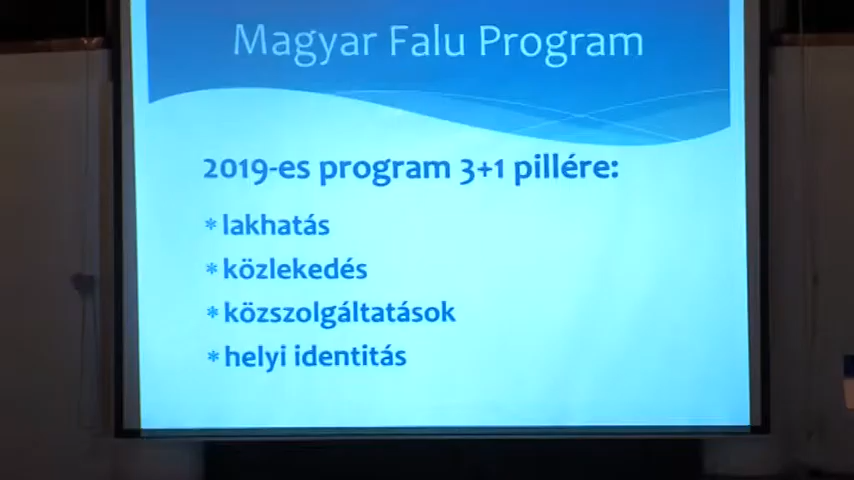 Magyar Falu Program
2019-es program 3+1 pillére:
* lakhatás
* közlekedés
* közszolgáltatások
* helyi identitás